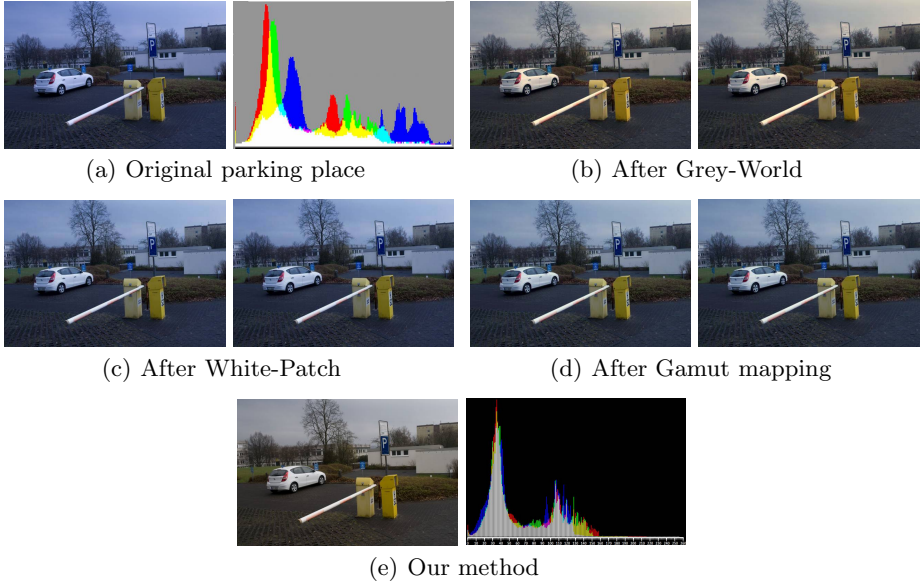 P
P
P
(a) Original parking place
(b) After Grey-World
P
P
P
P
(c) After White-Patch
(d) After Gamut mapping
P
(e) Our method